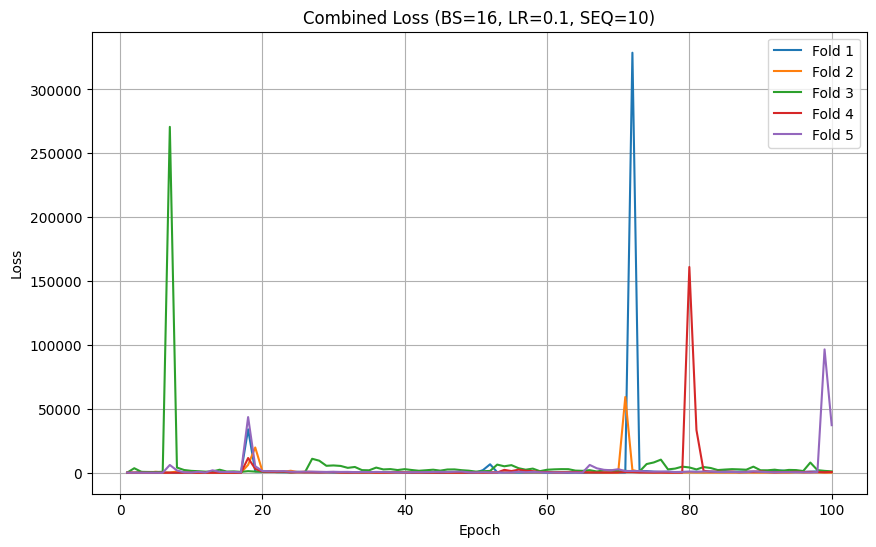 Combined Loss (BS=16, LR=0.1, SEQ=10)
Fold 1
Fold 2
Fold 3
Fold 4
Fold 5
300000
250000
200000
150000
100000
50000
0
Loss
0 20 40 60 80 100
Epoch